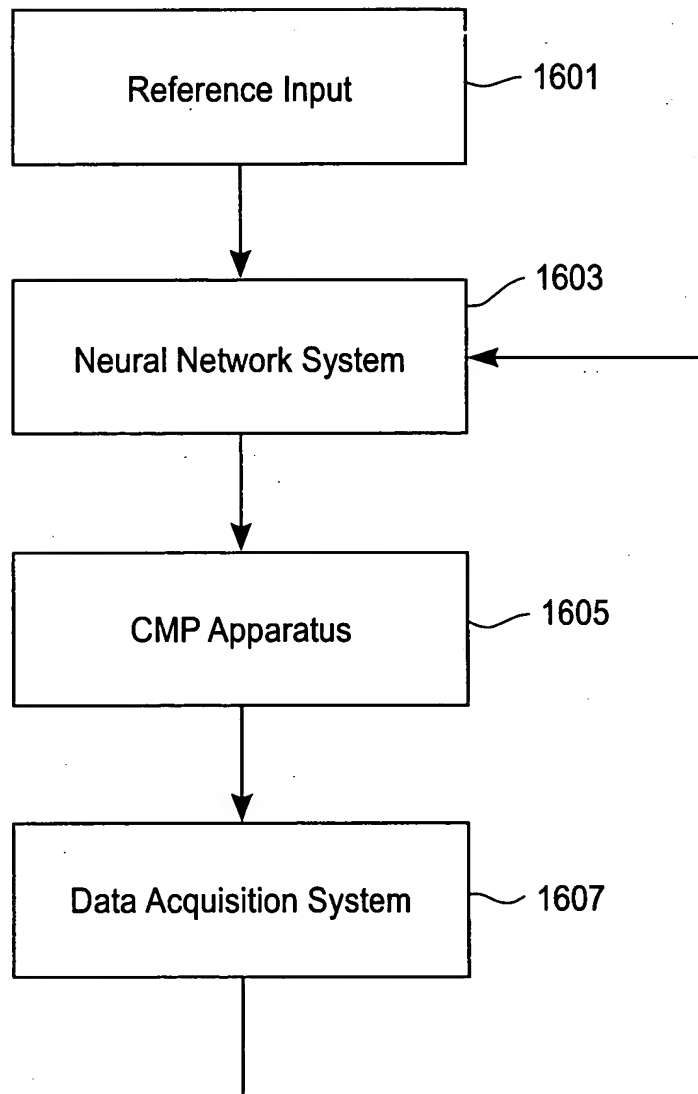 Reference Input
1601
1603
Neural Network System
CMP Apparatus
1605
Data Acquisition System
1607